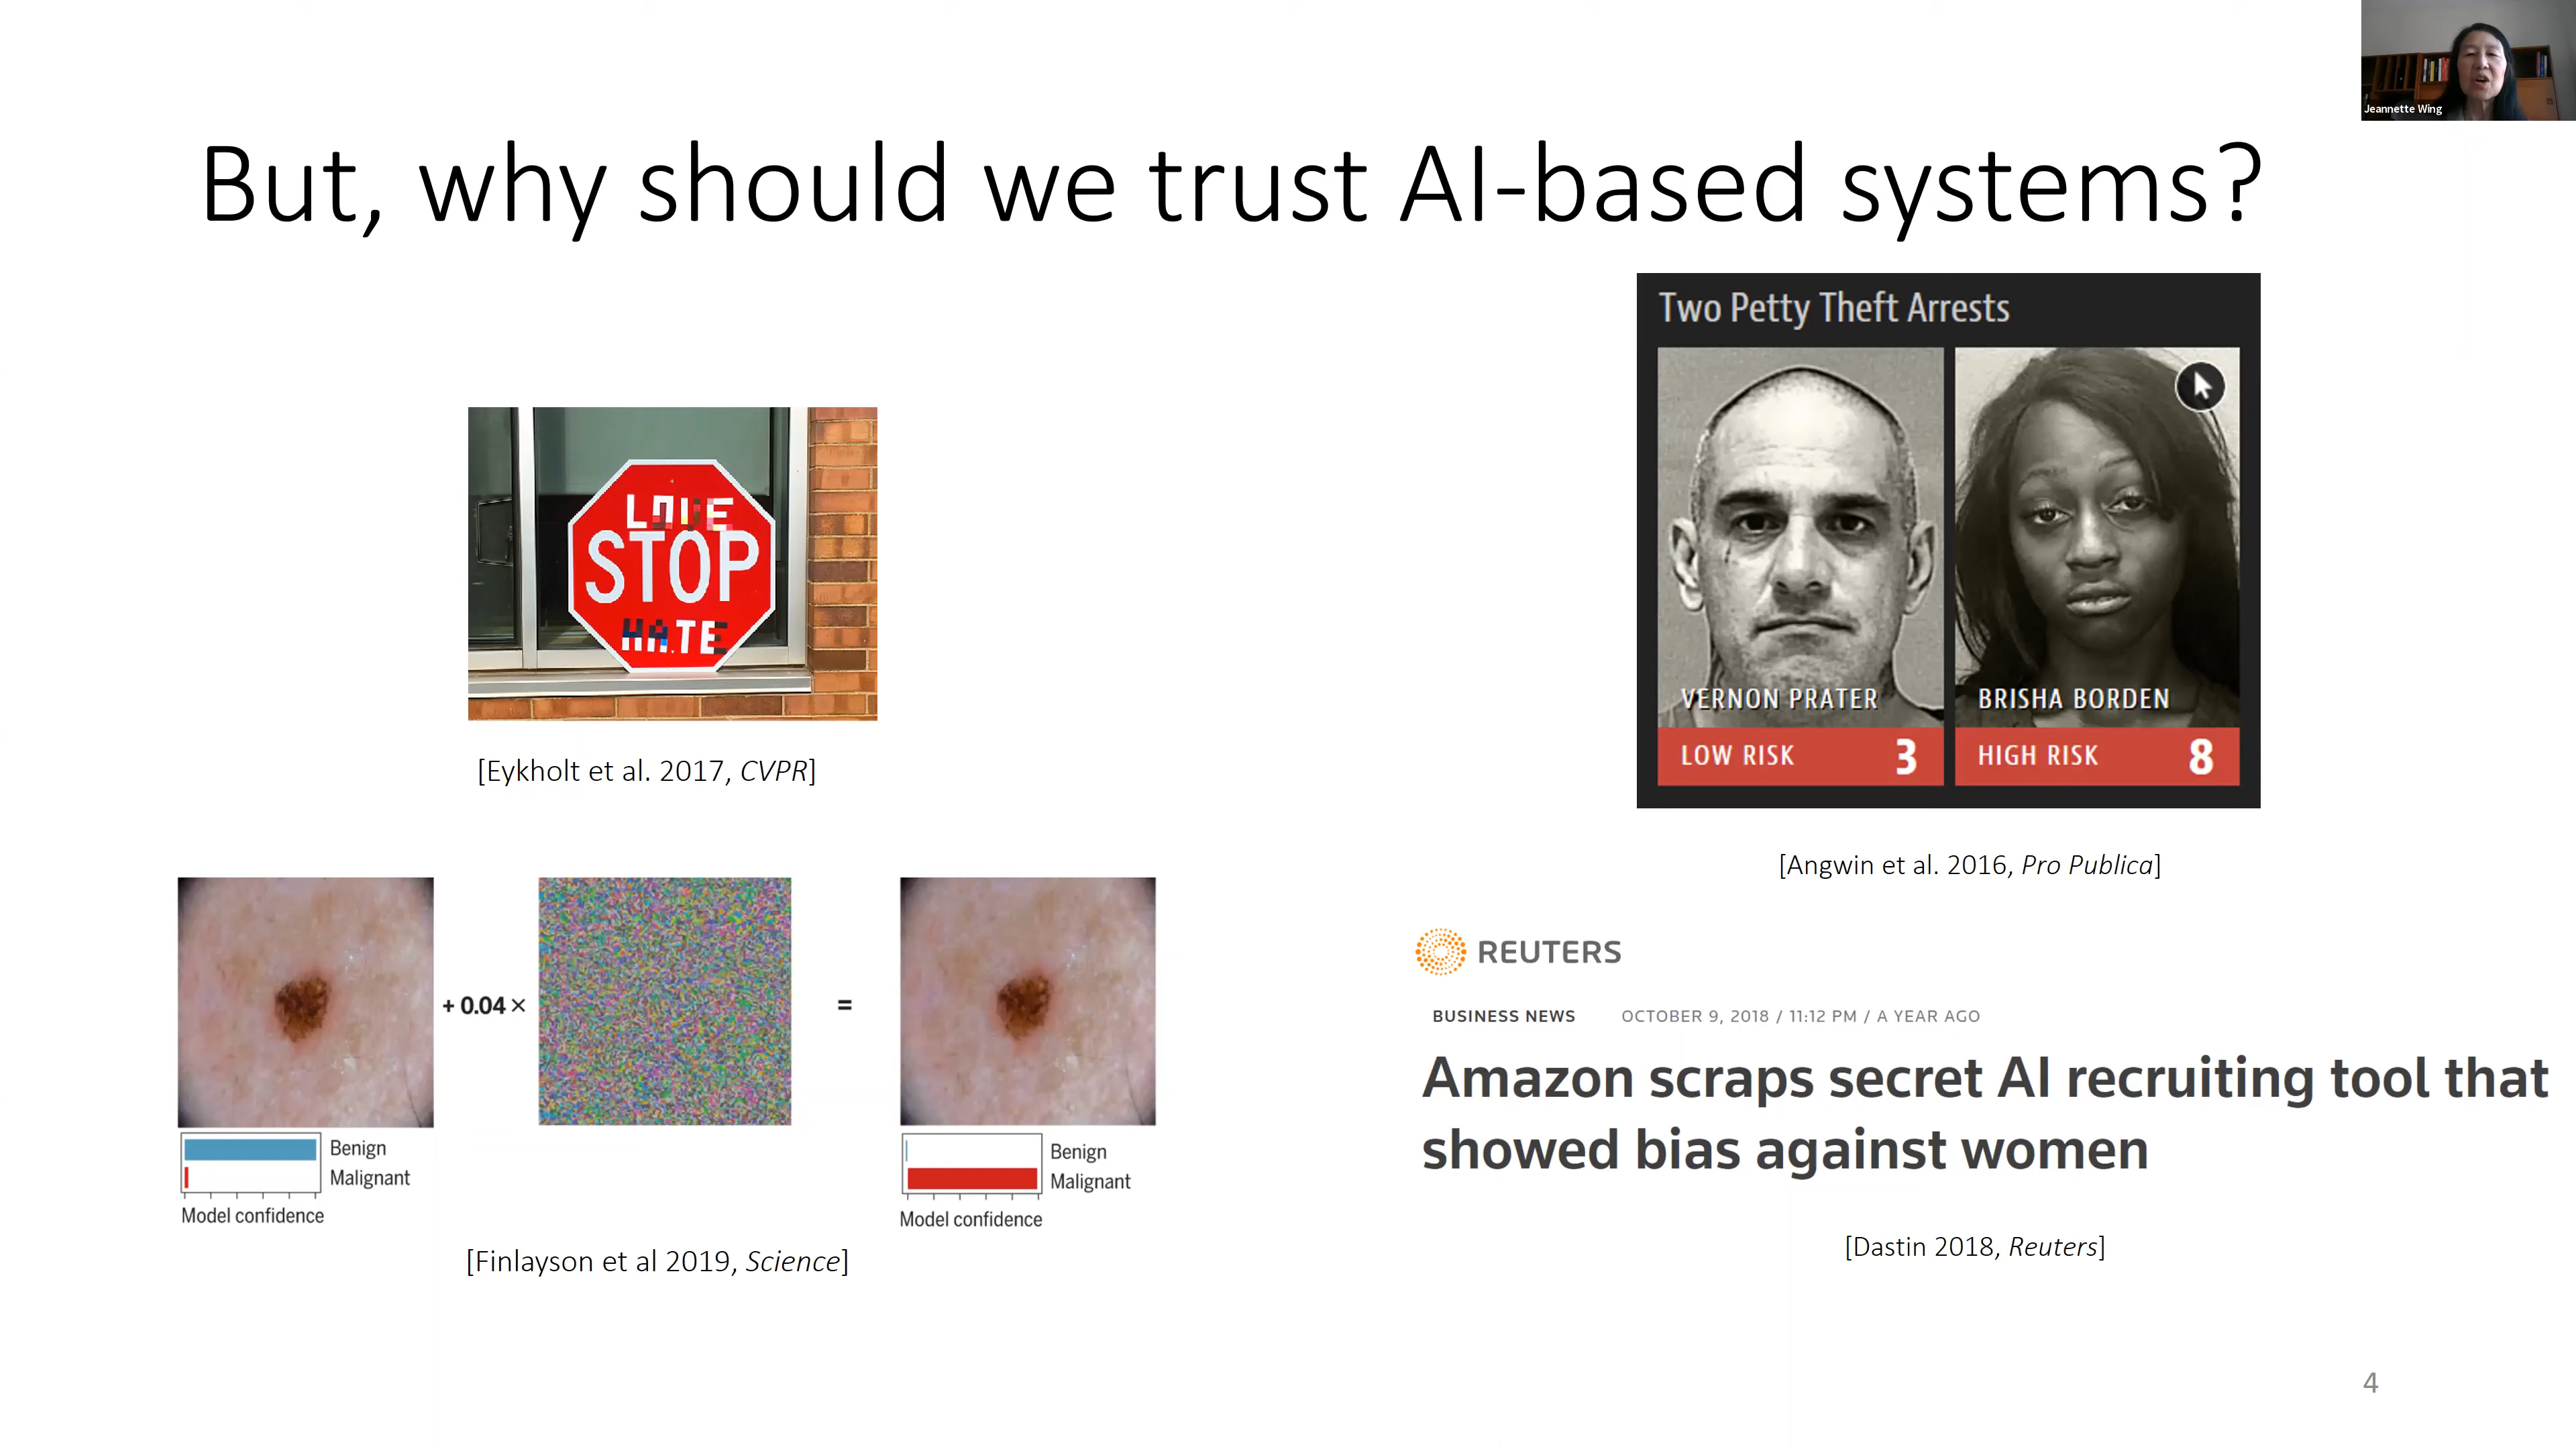 Jeannette Wing
But, why should we trust AI-based systems?
LOVE
STOP
HATE
[Eykholt et al. 2017, CVPR]
+ 0.04 ×
=
Benign
Malignant
Model confidence
Benign
Malignant
Model confidence
[Finlayson et al 2019, Science]
Two Petty Theft Arrests
VERNON PRATER
LOW RISK 3
BRISHA BORDEN
HIGH RISK 8
[Angwin et al. 2016, Pro Publica]
REUTERS
BUSINESS NEWS OCTOBER 9, 2018 / 11:12 PM / A YEAR AGO
Amazon scraps secret AI recruiting tool that
showed bias against women
[Dastin 2018, Reuters]
4